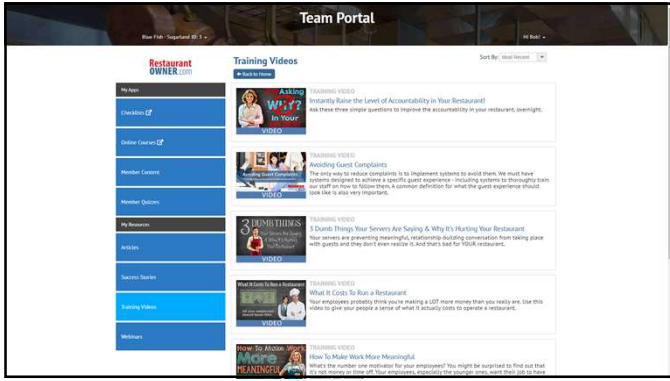 Team Portal
Blue Fish - Sugarland ID: 3
Hi Bob!
Restaurant
OWNER.com
Training Videos
Back to Home
Sort By: Most Recent
My Apps
Checklists
Online Courses
Member Content
Member Quizzes
My Resources
Articles
Success Stories
Training Videos
Webinars
Asking
WHY?
In Your
VIDEO
TRAINING VIDEO
Instantly Raise the Level of Accountability in Your Restaurant!
Ask these three simple questions to improve the accountability in your restaurant, overnight.
Avoiding Guest Complaints
VIDEO
TRAINING VIDEO
Avoiding Guest Complaints
The only way to reduce complaints is to implement systems to avoid them. We must have
systems designed to achieve a specific guest experience - including systems to thoroughly train
our staff on how to follow them. A common definition for what the guest experience should
look like is also very important.
3 DUMB THINGS
Your Servers Are Saying
VIDEO
TRAINING VIDEO
3 Dumb Things Your Servers Are Saying & Why It's Hurting Your Restaurant
Your servers are preventing meaningful, relationship-building conversation from taking place
with guests and they don't even realize it. And that's bad for YOUR restaurant.
What It Costs To Run a Restaurant
VIDEO
TRAINING VIDEO
What It Costs To Run a Restaurant
Your employees probably think you're making a LOT more money than you really are. Use this
video to give your people a sense of what it actually costs to operate a restaurant.
How To Make Work
More
MEANINGFUL
TRAINING VIDEO
How To Make Work More Meaningful
What's the number one motivator for your employees? You might be surprised to find out that
it's not money or time off. Your employees, especially the younger ones, want their job to have